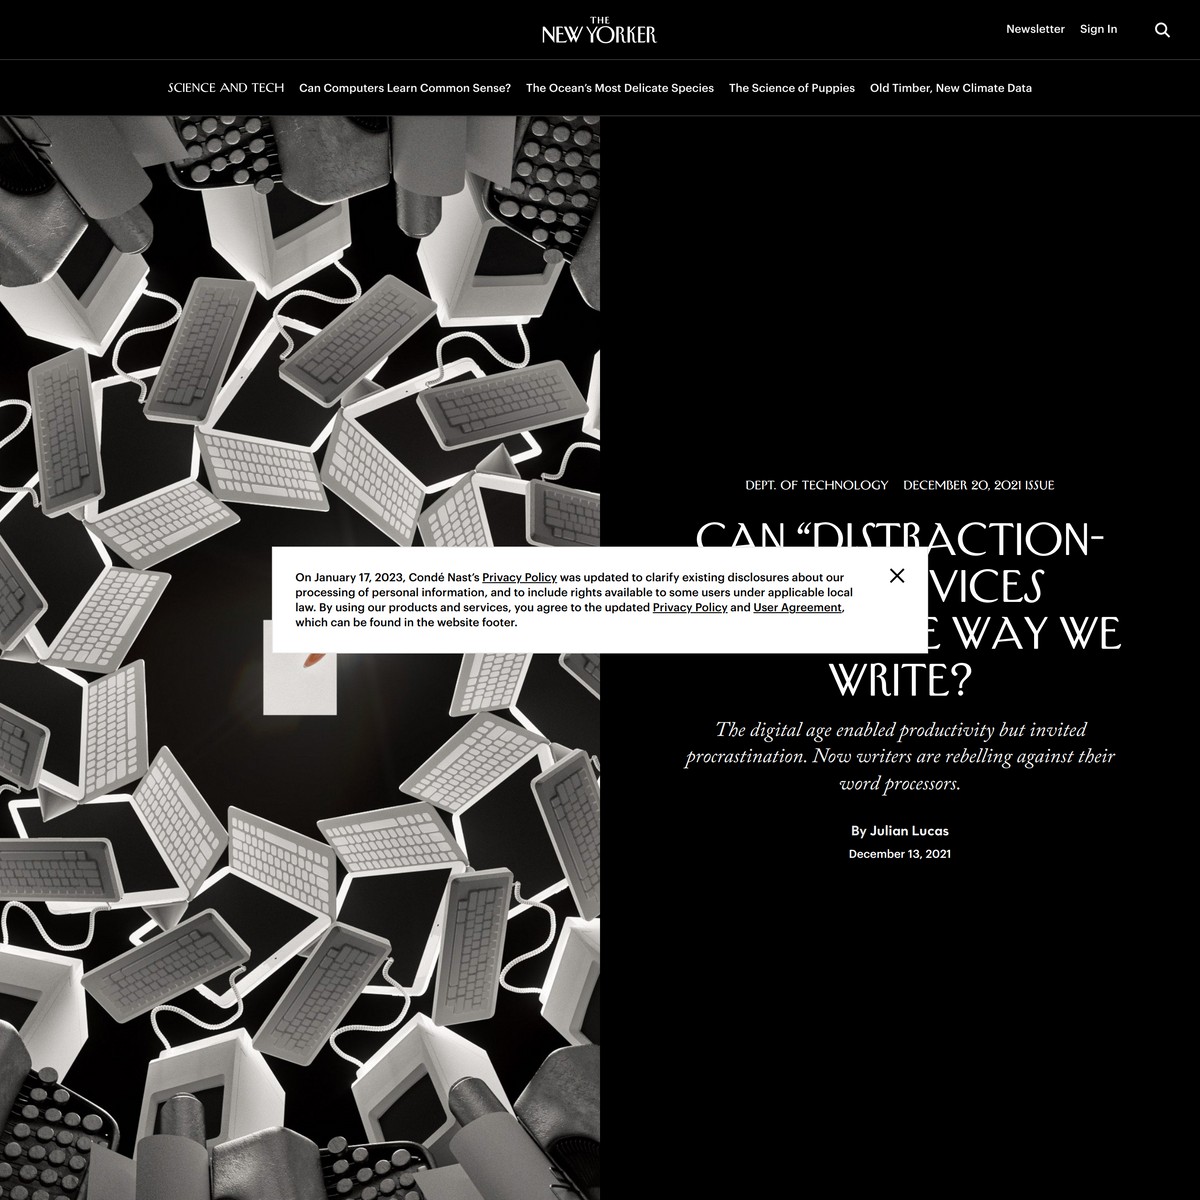 THE
NEW YORKER
Newsletter Sign In
SCIENCE AND TECH Can Computers Learn Common Sense? The Ocean's Most Delicate Species The Science of Puppies Old Timber, New Climate Data
DEPT. OF TECHNOLOGY DECEMBER 20, 2021 ISSUE
CAN “DISTRACTION-
VICES
WAY WE
WRITE?
On January 17, 2023, Condé Nast's Privacy Policy was updated to clarify existing disclosures about our
processing of personal information, and to include rights available to some users under applicable local
law. By using our products and services, you agree to the updated Privacy Policy and User Agreement,
which can be found in the website footer.
The digital age enabled productivity but invited
procrastination. Now writers are rebelling against their
word processors.
By Julian Lucas
December 13, 2021